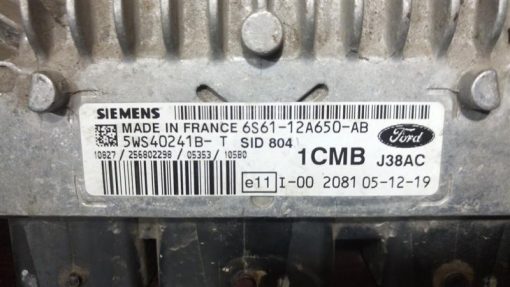 SIEMENS
MADE IN FRANCE 6S61-12A650-AB
5WS40241B- T SID 804
10827 / 256802298 / 05353 / 105B0
1CMB J38AC
Ford
e11 I-00 2081 05-12-19